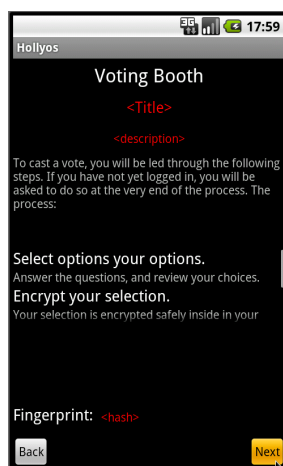 3G 17:59
Hollyos
Voting Booth
<Title>
<description>
To cast a vote, you will be led through the following
steps. If you have not yet logged in, you will be
asked to do so at the very end of the process. The
process:
Select options your options.
Answer the questions, and review your choices.
Encrypt your selection.
Your selection is encrypted safely inside in your
Fingerprint: <hash>
Back Next